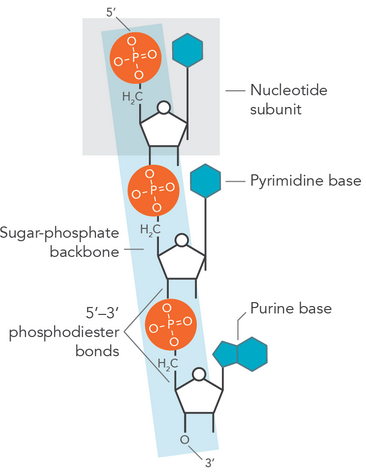 5′
O
O–P=O
O
H₂C
Nucleotide
subunit
O
O–P=O
O
Pyrimidine base
H₂C
Sugar-phosphate
backbone
5′–3′
phosphodiester
bonds
O
O–P=O
O
Purine base
H₂C
O
3′